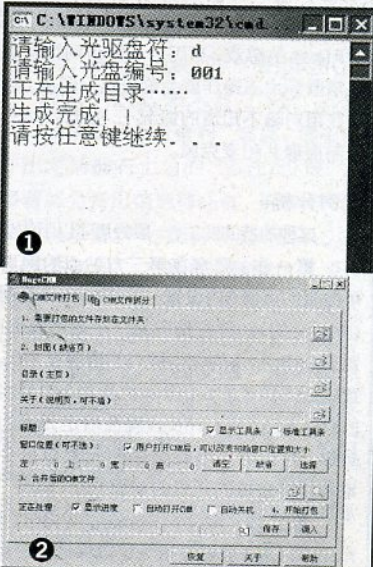 C:\WINDOWS\system32\cmd...
请输入光驱盘符: d
请输入光盘编号: 001
正在生成目录……
生成完成!!
请按任意键继续. . .
❶
CHM文件打包 CHM文件拆分
1、需要打包的文件存放在文件夹
2、封面(缺省页)
目录(主页)
关于(说明页,可不填)
标题: 显示工具条 标准工具条
窗口位置(可不选): 用户打开CHM后,可以改变初始窗口位置和大小
左 0 上 0 宽 0 高 0 清空 缺省 选择
3、合并后的CHM文件
正在处理 显示进度 自动打开CHM 自动关机 4、开始打包
保存 调入
❷ 恢复 关于 帮助